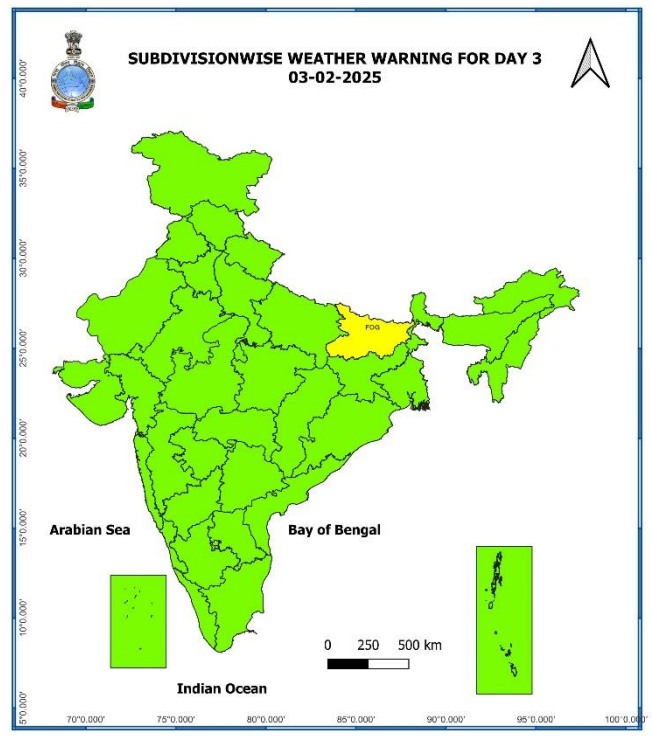 SUBDIVISIONWISE WEATHER WARNING FOR DAY 3
03-02-2025
40°0.000'
35°0.000'
30°0.000'
25°0.000'
20°0.000'
15°0.000'
10°0.000'
5°0.000'
FOG
Arabian Sea
Bay of Bengal
0 250 500 km
Indian Ocean
70°0.000' 75°0.000' 80°0.000' 85°0.000' 90°0.000' 95°0.000' 100°0.000'